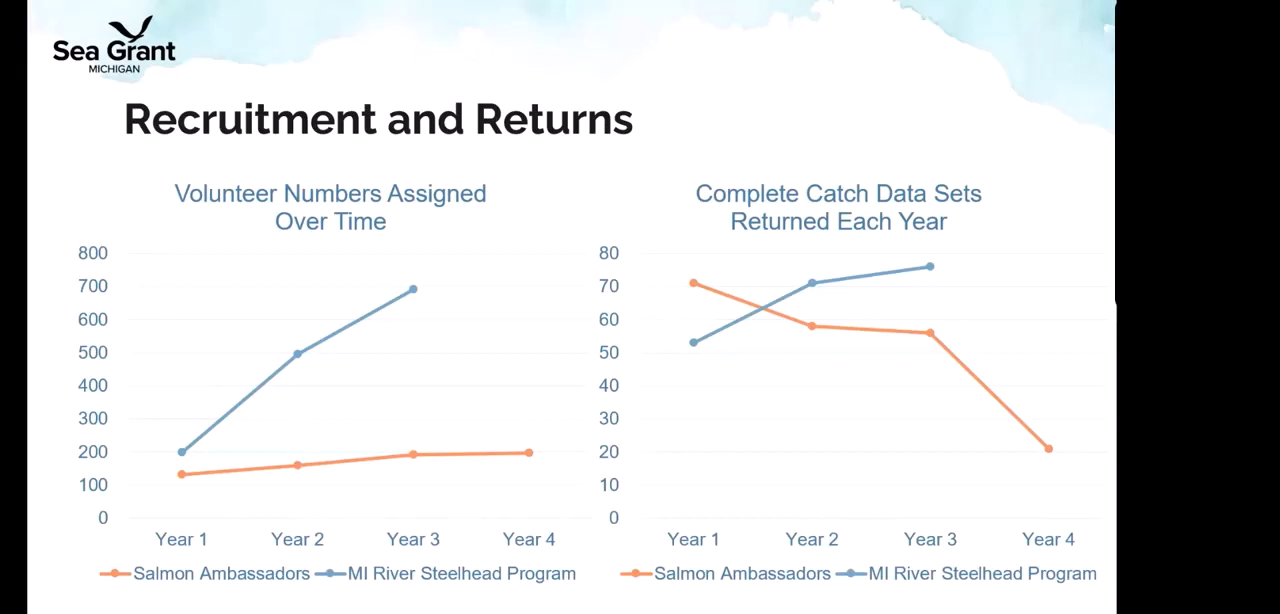 Sea Grant
MICHIGAN
Recruitment and Returns
Volunteer Numbers Assigned
Over Time
800
700
600
500
400
300
200
100
0
Year 1 Year 2 Year 3 Year 4
Salmon Ambassadors MI River Steelhead Program
Complete Catch Data Sets
Returned Each Year
80
70
60
50
40
30
20
10
0
Year 1 Year 2 Year 3 Year 4
Salmon Ambassadors MI River Steelhead Program